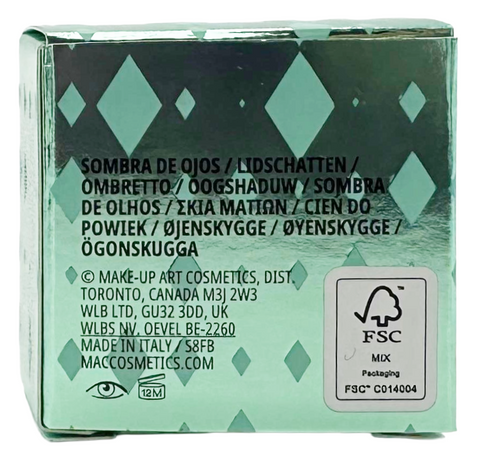 SOMBRA DE OJOS / LIDSCHATTEN /
OMBRETTO / OOGSHADUW / SOMBRA
DE OLHOS / ΣΚΙΑ ΜΑΤΙΩΝ / CIEŃ DO
POWIEK / ØJENSKYGGE / ØYENSKYGGE /
ÖGONSKUGGA
© MAKE-UP ART COSMETICS, DIST.
TORONTO, CANADA M3J 2W3
WLB LTD, GU32 3DD, UK
WLBS NV. OEVEL BE-2260
MADE IN ITALY / 58FB
MACCOSMETICS.COM
12M
FSC
MIX
Packaging
FSC™ C014004